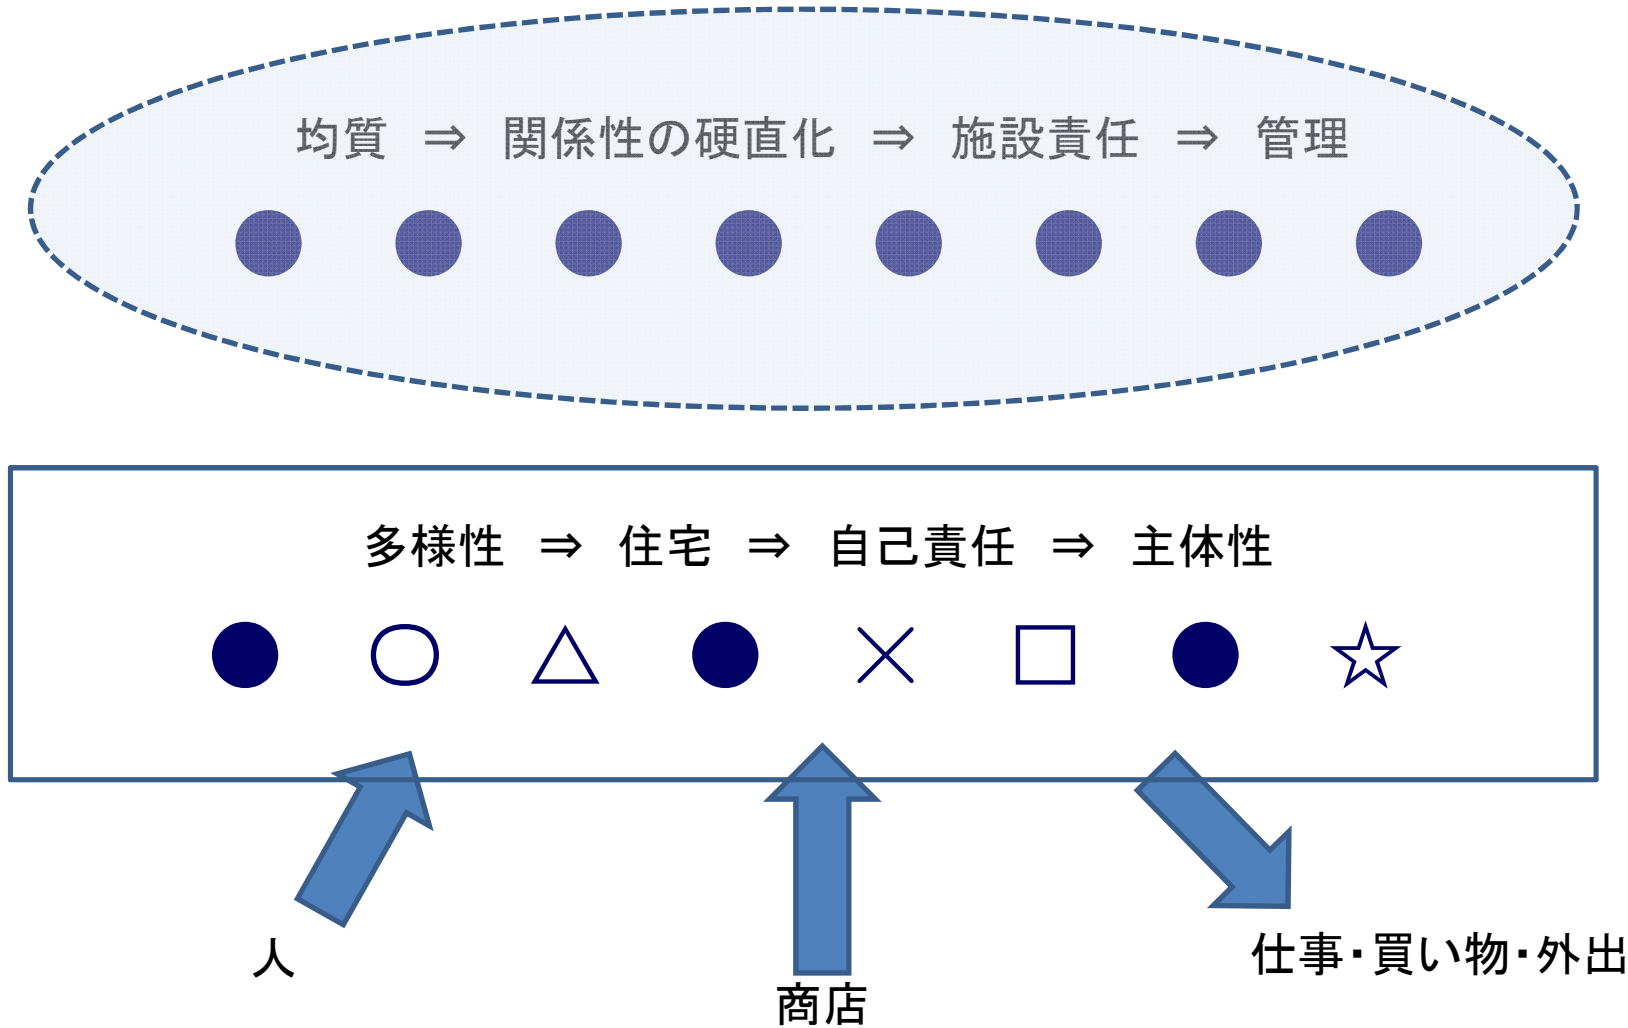 均質 ⇒ 関係性の硬直化 ⇒ 施設責任 ⇒ 管理
多様性 ⇒ 住宅 ⇒ 自己責任 ⇒ 主体性
人
商店
仕事・買い物・外出